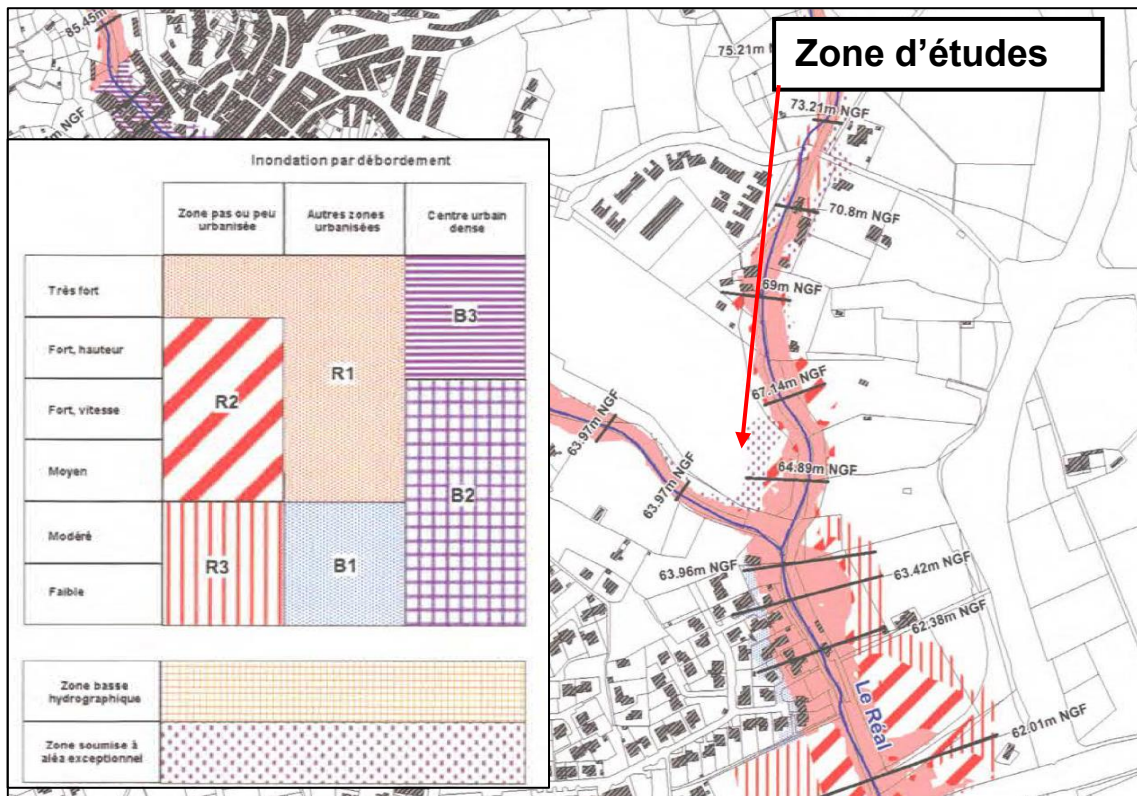 85.45m NGF
m NGF
Zone d'études
75.21m NGF
73.21m NGF
70.8m NGF
69m NGF
67.14m NGF
64.89m NGF
63.97m NGF
63.97m NGF
63.96m NGF
63.42m NGF
62.38m NGF
Le Réal
62.01m NGF
Inondation par débordement
Zone pas ou peu
urbanisée
Autres zones
urbanisées
Centre urbain
dense
Très fort
Fort, hauteur
Fort, vitesse
Moyen
Modéré
Faible
B3
R1
R2
B2
R3
B1
Zone basse
hydrographique
Zone soumise à
aléa exceptionnel